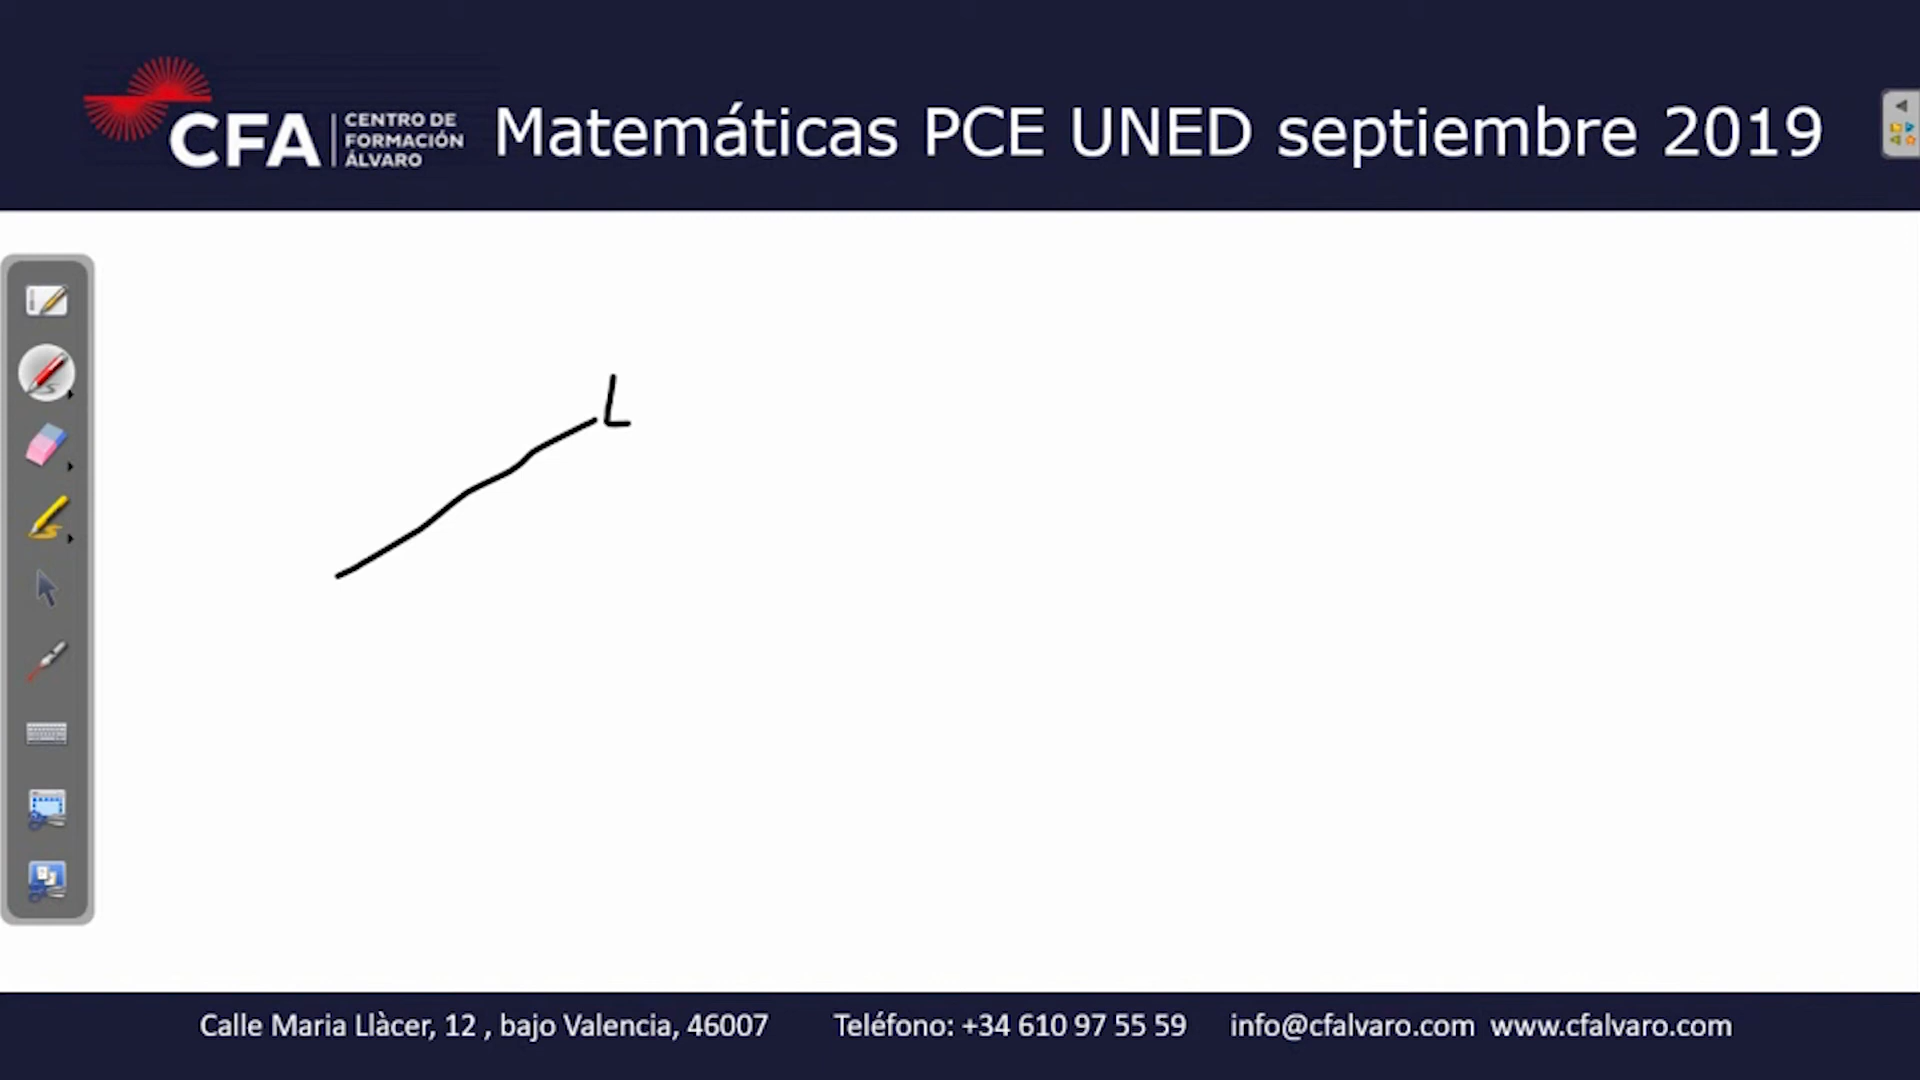 CFA
CENTRO DE
FORMACIÓN
ÁLVARO
Matemáticas PCE UNED septiembre 2019
L
Calle Maria Llàcer, 12 , bajo Valencia, 46007 Teléfono: +34 610 97 55 59 info@cfalvaro.com www.cfalvaro.com